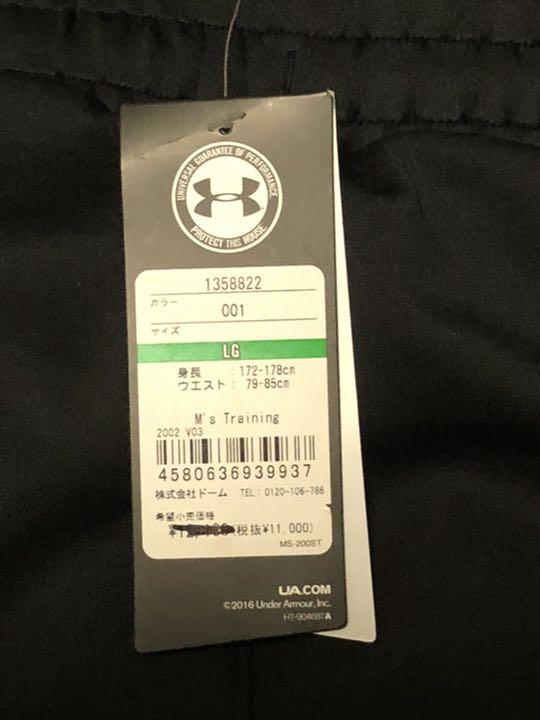 UNIVERSAL GUARANTEE OF PERFORMANCE
PROTECT THIS HOUSE
1358822
カラー
001
サイズ
LG
身長 :172-178cm
ウエスト: 79-85cm
M's Training
2002 V03
4580636939937
株式会社ドーム TEL: 0120-106-786
希望小売価格
(税抜¥11,000)
MS-200ST
UA.COM
©2016 Under Armour, Inc.
HT-904687A